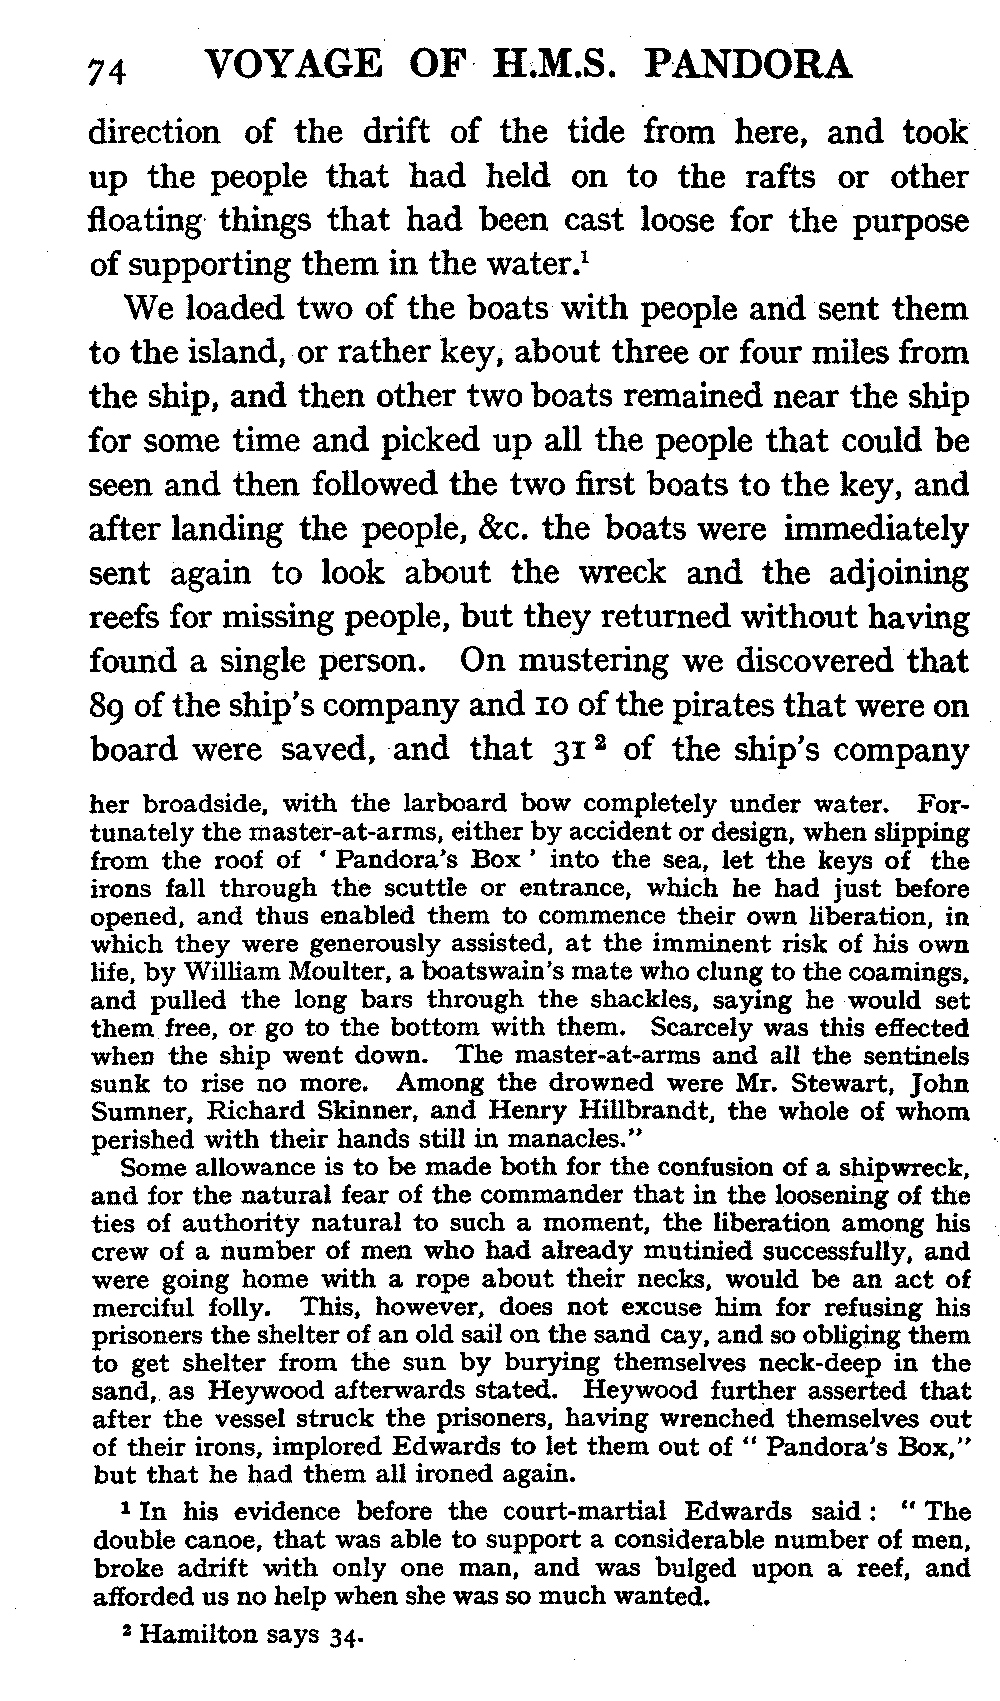 74 VOYAGE OF H.M.S. PANDORA
direction of the drift of the tide from here, and took
up the people that had held on to the rafts or other
floating things that had been cast loose for the purpose
of supporting them in the water.¹
We loaded two of the boats with people and sent them
to the island, or rather key, about three or four miles from
the ship, and then other two boats remained near the ship
for some time and picked up all the people that could be
seen and then followed the two first boats to the key, and
after landing the people, &c. the boats were immediately
sent again to look about the wreck and the adjoining
reefs for missing people, but they returned without having
found a single person. On mustering we discovered that
89 of the ship's company and 10 of the pirates that were on
board were saved, and that 31² of the ship's company
her broadside, with the larboard bow completely under water. For-
tunately the master-at-arms, either by accident or design, when slipping
from the roof of ‘Pandora's Box’ into the sea, let the keys of the
irons fall through the scuttle or entrance, which he had just before
opened, and thus enabled them to commence their own liberation, in
which they were generously assisted, at the imminent risk of his own
life, by William Moulter, a boatswain's mate who clung to the coamings,
and pulled the long bars through the shackles, saying he would set
them free, or go to the bottom with them. Scarcely was this effected
when the ship went down. The master-at-arms and all the sentinels
sunk to rise no more. Among the drowned were Mr. Stewart, John
Sumner, Richard Skinner, and Henry Hillbrandt, the whole of whom
perished with their hands still in manacles.”
Some allowance is to be made both for the confusion of a shipwreck,
and for the natural fear of the commander that in the loosening of the
ties of authority natural to such a moment, the liberation among his
crew of a number of men who had already mutinied successfully, and
were going home with a rope about their necks, would be an act of
merciful folly. This, however, does not excuse him for refusing his
prisoners the shelter of an old sail on the sand cay, and so obliging them
to get shelter from the sun by burying themselves neck-deep in the
sand, as Heywood afterwards stated. Heywood further asserted that
after the vessel struck the prisoners, having wrenched themselves out
of their irons, implored Edwards to let them out of “Pandora's Box,”
but that he had them all ironed again.
¹ In his evidence before the court-martial Edwards said: “The
double canoe, that was able to support a considerable number of men,
broke adrift with only one man, and was bulged upon a reef, and
afforded us no help when she was so much wanted.
² Hamilton says 34.